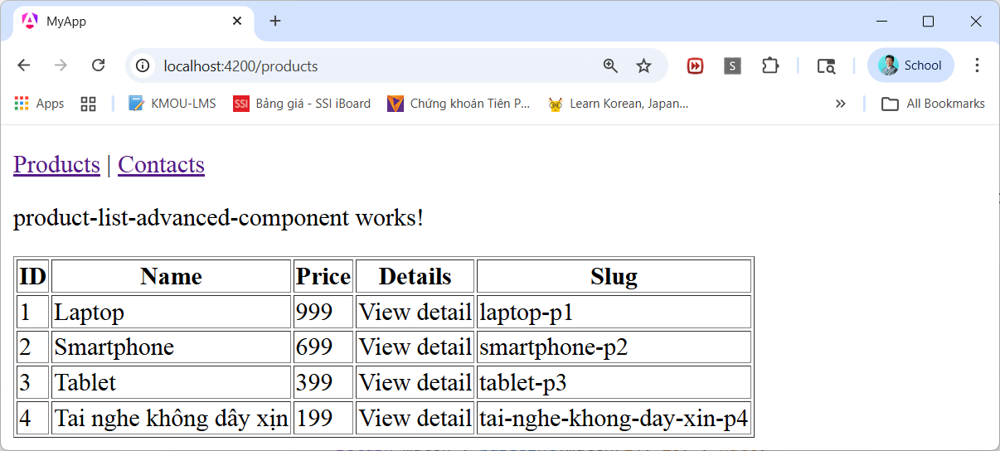 MyApp
localhost:4200/products
S
School
Apps
KMOU-LMS
SSI
Bảng giá - SSI iBoard
Chứng khoán Tiên P...
Learn Korean, Japan...
All Bookmarks
Products | Contacts
product-list-advanced-component works!
ID Name Price Details Slug
1 Laptop 999 View detail laptop-p1
2 Smartphone 699 View detail smartphone-p2
3 Tablet 399 View detail tablet-p3
4 Tai nghe không dây xịn 199 View detail tai-nghe-khong-day-xin-p4